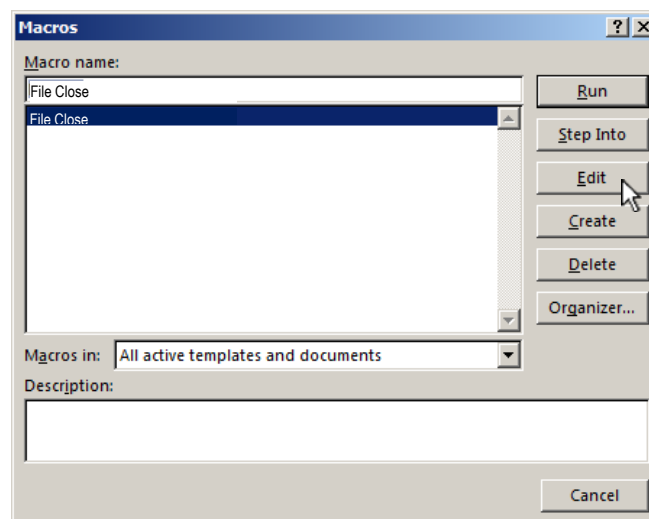 Macros
Macro name:
File Close
Run
File Close
Step Into
Edit
Create
Delete
Organizer...
Macros in: All active templates and documents
Description:
Cancel